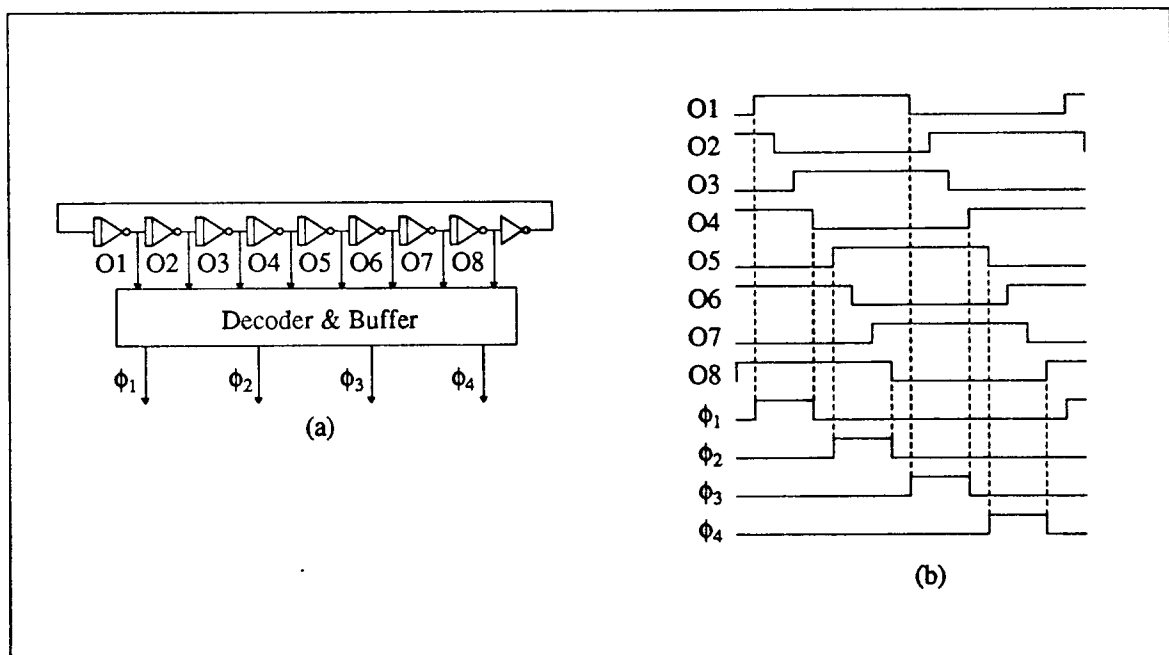 O1 O2 O3 O4 O5 O6 O7 O8
Decoder & Buffer
ϕ₁ ϕ₂ ϕ₃ ϕ₄
(a)
O1
O2
O3
O4
O5
O6
O7
O8
ϕ₁
ϕ₂
ϕ₃
ϕ₄
(b)